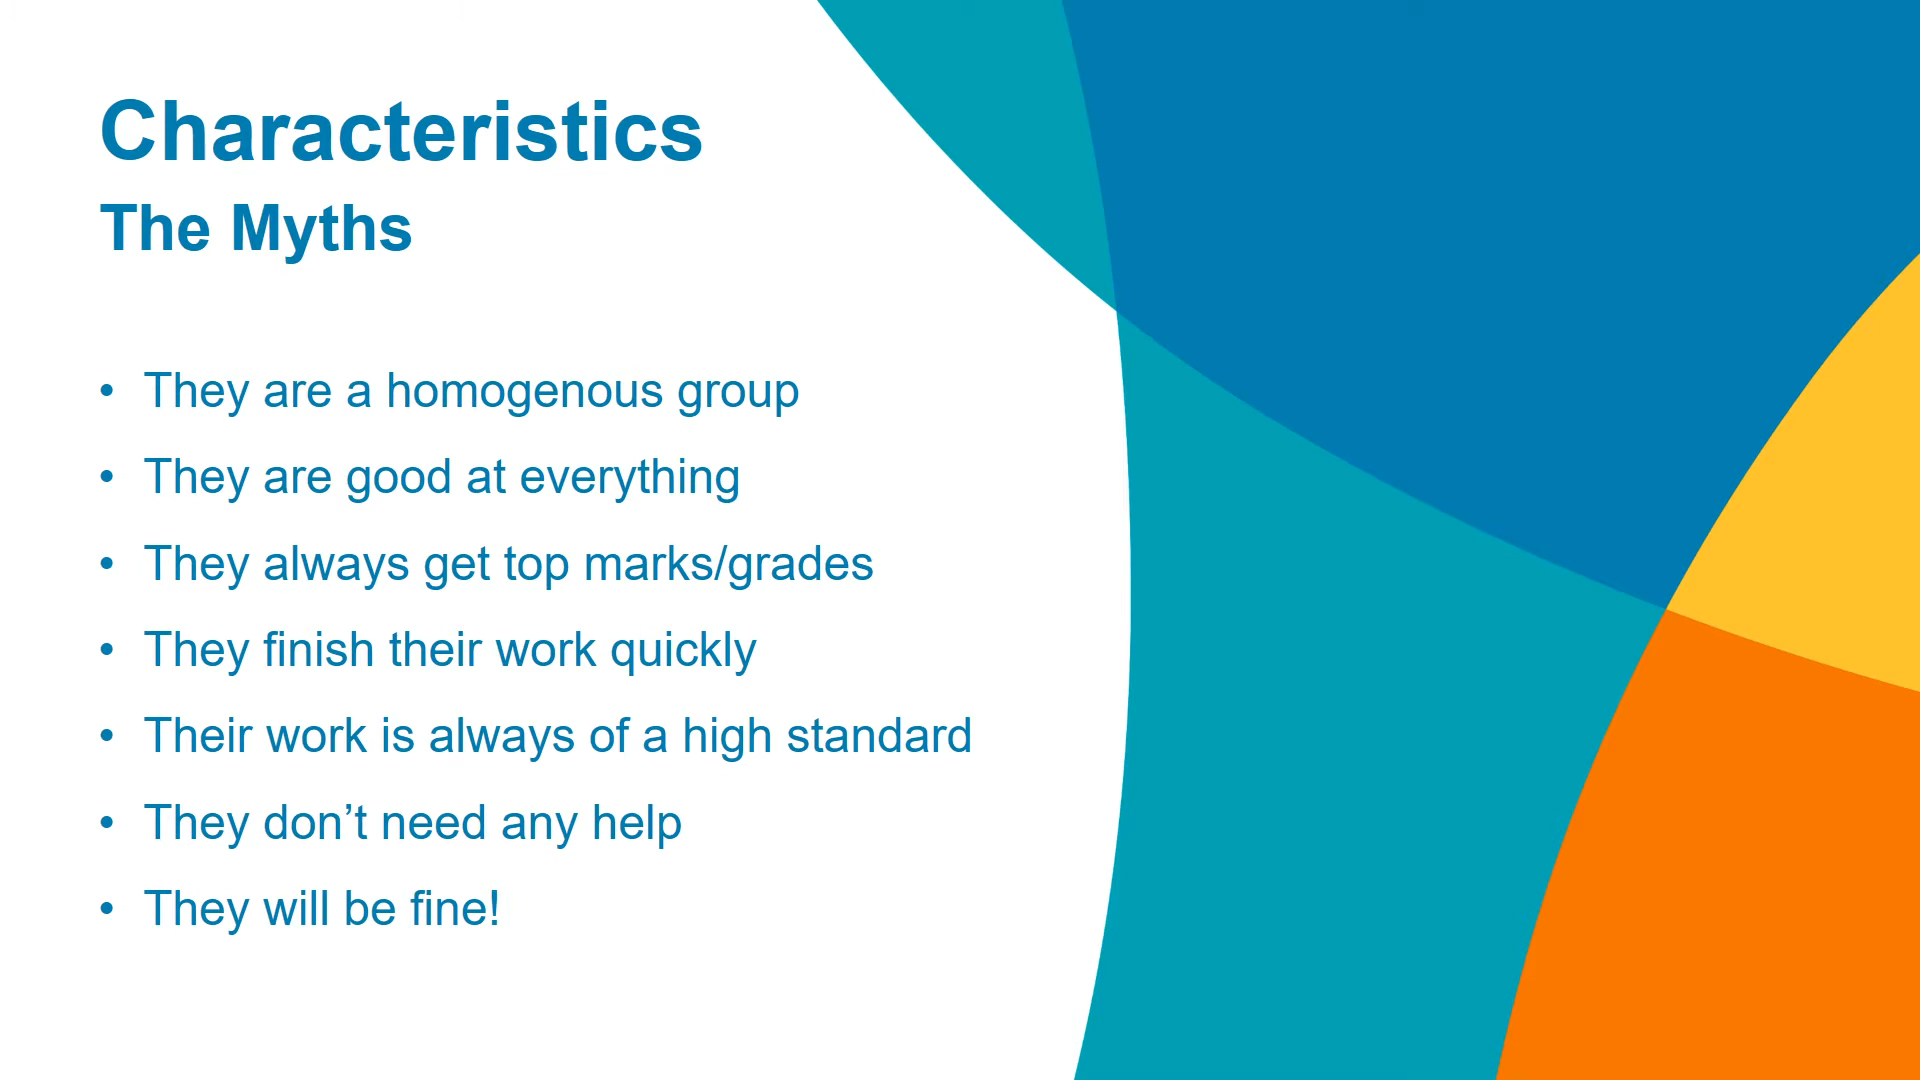 Characteristics
The Myths
• They are a homogenous group
• They are good at everything
• They always get top marks/grades
• They finish their work quickly
• Their work is always of a high standard
• They don’t need any help
• They will be fine!